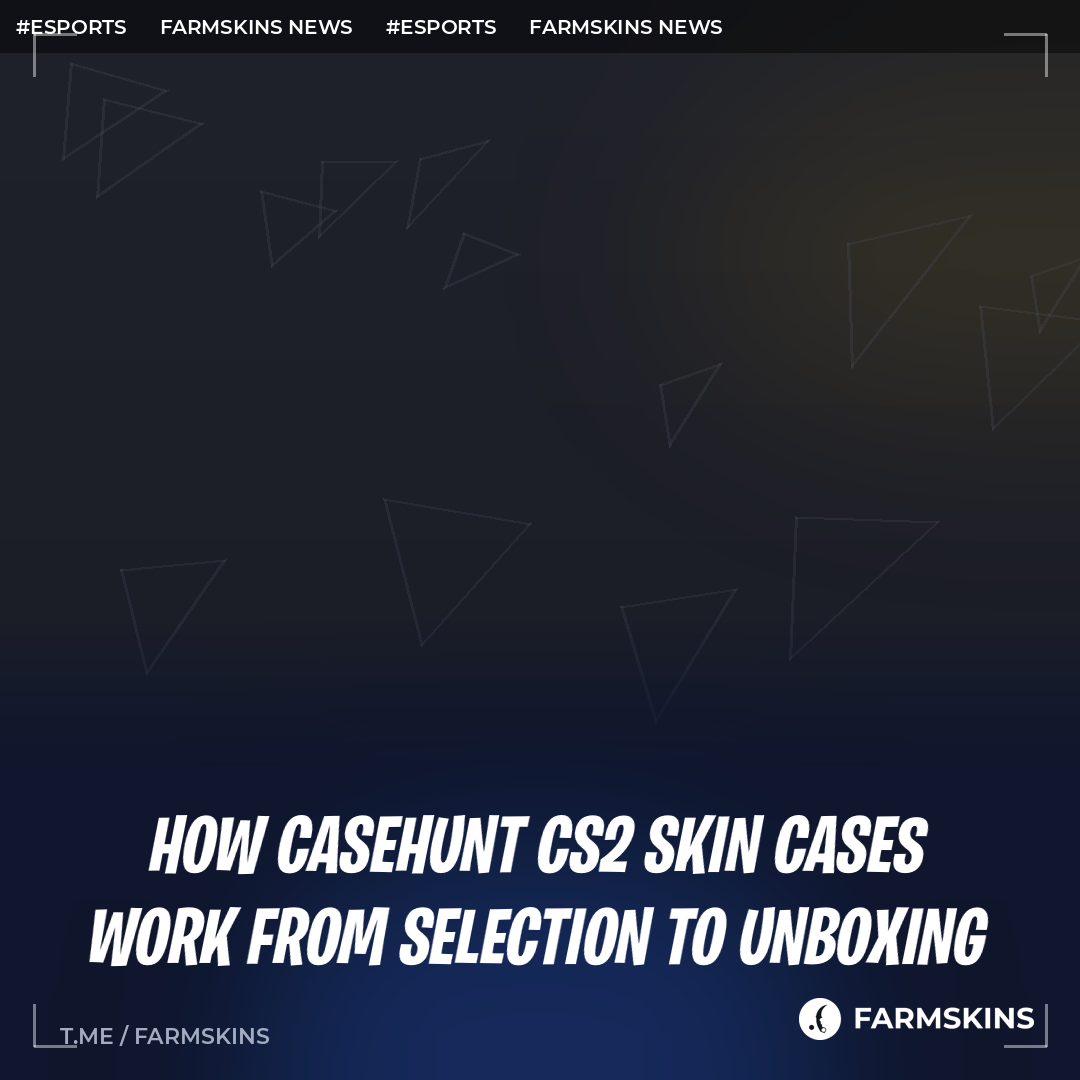 #ESPORTS FARMSKINS NEWS #ESPORTS FARMSKINS NEWS
HOW CASEHUNT CS2 SKIN CASES
WORK FROM SELECTION TO UNBOXING
T.ME / FARMSKINS
FARMSKINS